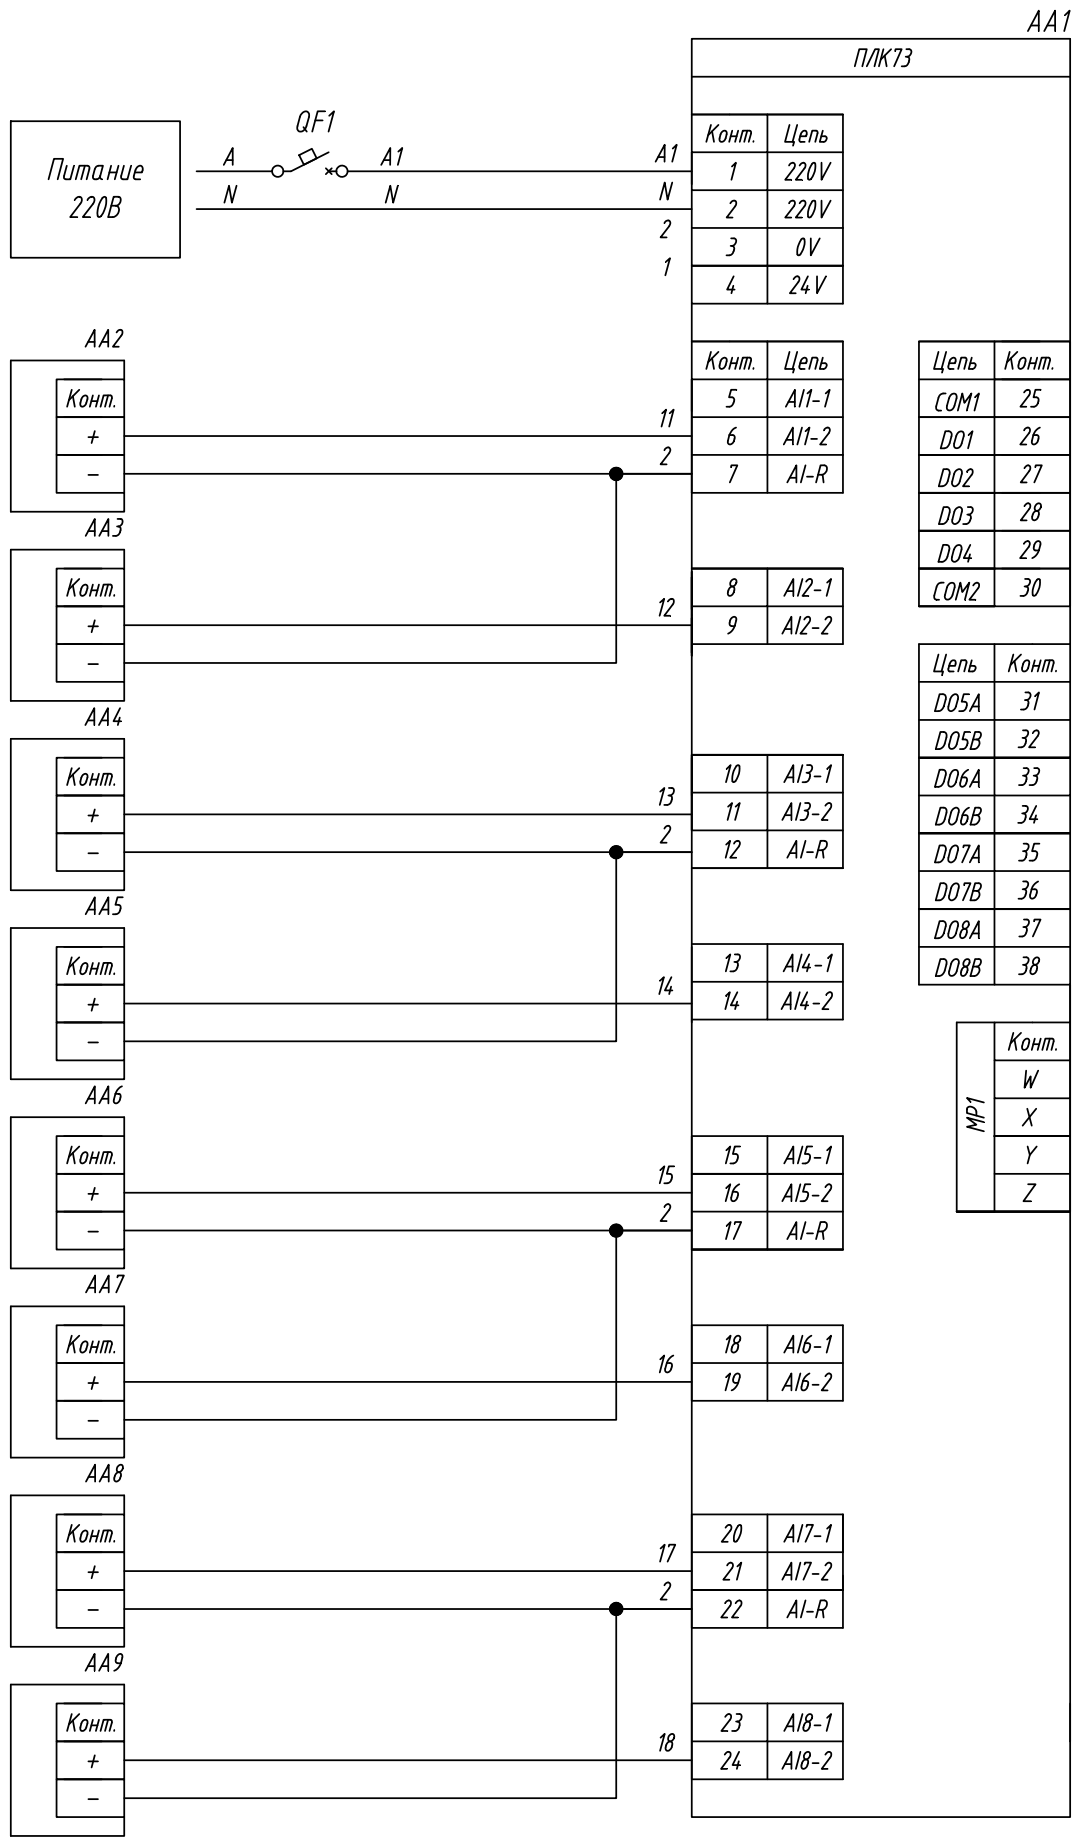 AA1
ПЛК73
QF1
Питание
220В
A
A1
N
N
A1
N
2
1
Конт. Цепь
1 220V
2 220V
3 0V
4 24V
AA2
Конт.
+
–
11
2
Конт. Цепь
5 AI1-1
6 AI1-2
7 AI-R
Цепь Конт.
COM1 25
DO1 26
DO2 27
DO3 28
DO4 29
COM2 30
AA3
Конт.
+
–
12
8 AI2-1
9 AI2-2
Цепь Конт.
DO5A 31
DO5B 32
DO6A 33
DO6B 34
DO7A 35
DO7B 36
DO8A 37
DO8B 38
AA4
Конт.
+
–
13
2
10 AI3-1
11 AI3-2
12 AI-R
AA5
Конт.
+
–
14
13 AI4-1
14 AI4-2
MP1
Конт.
W
X
Y
Z
AA6
Конт.
+
–
15
2
15 AI5-1
16 AI5-2
17 AI-R
AA7
Конт.
+
–
16
18 AI6-1
19 AI6-2
AA8
Конт.
+
–
17
2
20 AI7-1
21 AI7-2
22 AI-R
AA9
Конт.
+
–
18
23 AI8-1
24 AI8-2